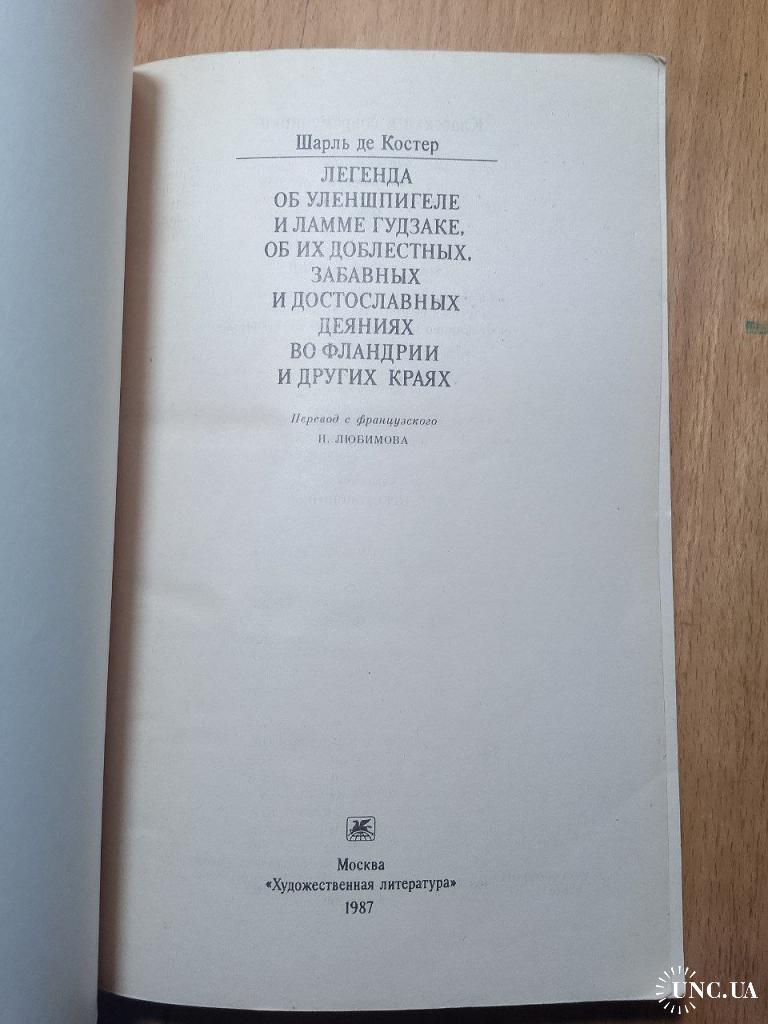 Шарль де Костер
ЛЕГЕНДА
ОБ УЛЕНШПИГЕЛЕ
И ЛАММЕ ГУДЗАКЕ,
ОБ ИХ ДОБЛЕСТНЫХ,
ЗАБАВНЫХ
И ДОСТОСЛАВНЫХ
ДЕЯНИЯХ
ВО ФЛАНДРИИ
И ДРУГИХ КРАЯХ
Перевод с французского
Н. ЛЮБИМОВА
Москва
«Художественная литература»
1987
UNC.UA